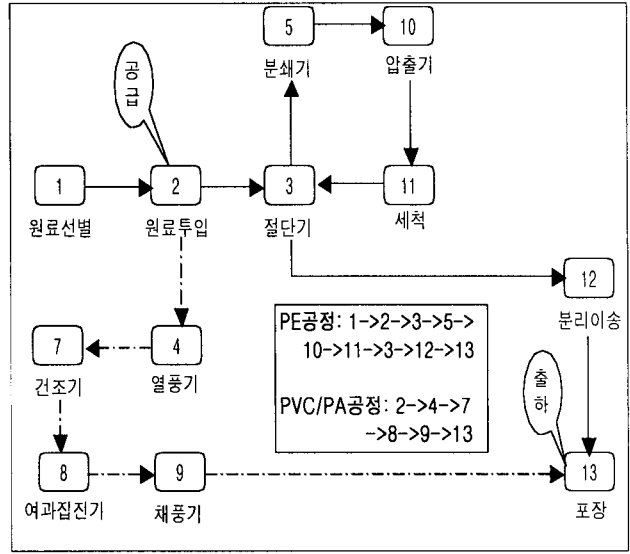 5
10
분쇄기
압출기
공급
1
2
3
11
원료선별
원료투입
절단기
세척
12
분리이송
PE공정: 1->2->3->5->
10->11->3->12->13
PVC/PA공정: 2->4->7
->8->9->13
7
4
건조기
열풍기
출하
8
9
13
여과집진기
채풍기
포장